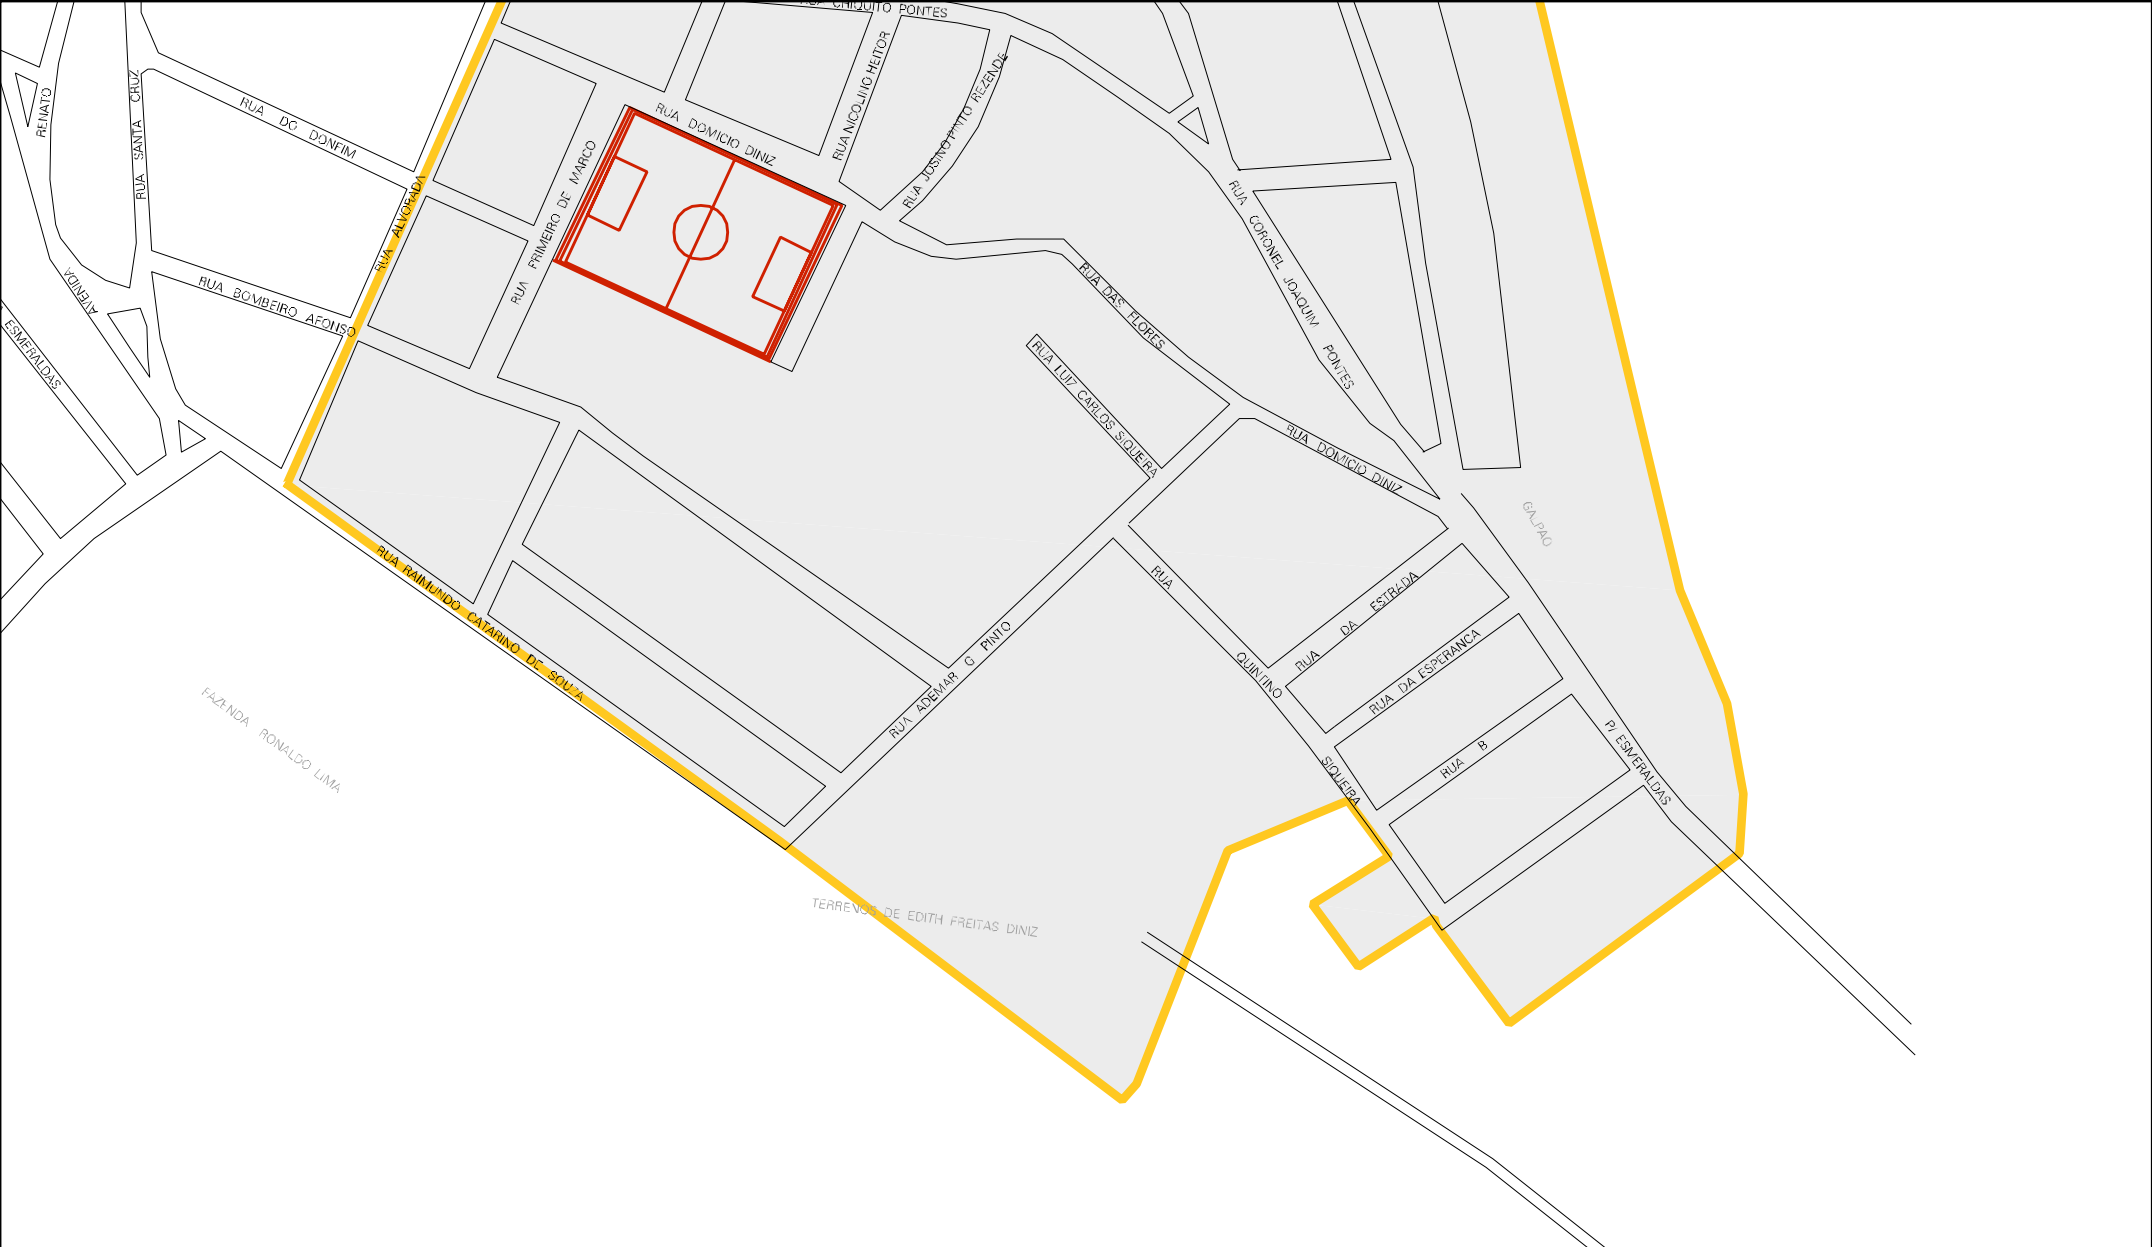 RUA CHIQUITO PONTES
RENATO
RUA SANTA CRUZ
RUA DO DONFIM
RUA ALVORADA
RUA BOMBEIRO AFONSO
AVENIDA
ESMERALDAS
RUA PRIMEIRO DE MARCO
RUA DOMICIO DINIZ
RUA NICOLINO HEITOR
RUA JOSINO PINTO REZENDE
RUA CORONEL JOAQUIM PONTES
RUA DAS FLORES
RUA LUIZ CARLOS SIQUEIRA
RUA DOMICIO DINIZ
GALPAO
RUA RAIMUNDO CATARINO DE SOUZA
RUA ADEMAR G PINTO
RUA QUINTINO SIQUEIRA
RUA DA ESTRADA
RUA DA ESPERANCA
RUA B
P/ ESMERALDAS
FAZENDA RONALDO LIMA
TERRENOS DE EDITH FREITAS DINIZ